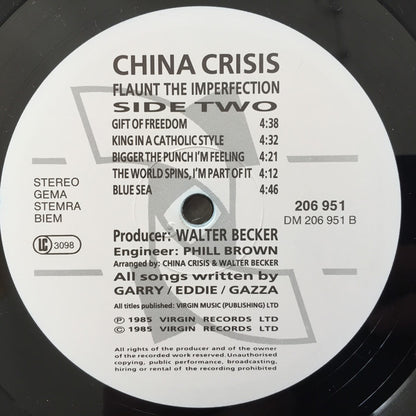 CHINA CRISIS
FLAUNT THE IMPERFECTION
SIDE TWO
GIFT OF FREEDOM 4:38
KING IN A CATHOLIC STYLE 4:32
BIGGER THE PUNCH I'M FEELING 4:21
THE WORLD SPINS, I'M PART OF IT 4:12
BLUE SEA 4:46
STEREO
GEMA
STEMRA
BIEM
LC 3098
206 951
DM 206 951 B
Producer: WALTER BECKER
Engineer: PHILL BROWN
Arranged by: CHINA CRISIS & WALTER BECKER
All songs written by
GARRY / EDDIE / GAZZA
All titles published: VIRGIN MUSIC (PUBLISHING) LTD
Ⓟ 1985 VIRGIN RECORDS LTD
© 1985 VIRGIN RECORDS LTD
All rights of the producer and of the owner
of the recorded work reserved. Unauthorised
copying, public performance, broadcasting,
hiring or rental of the recording prohibited